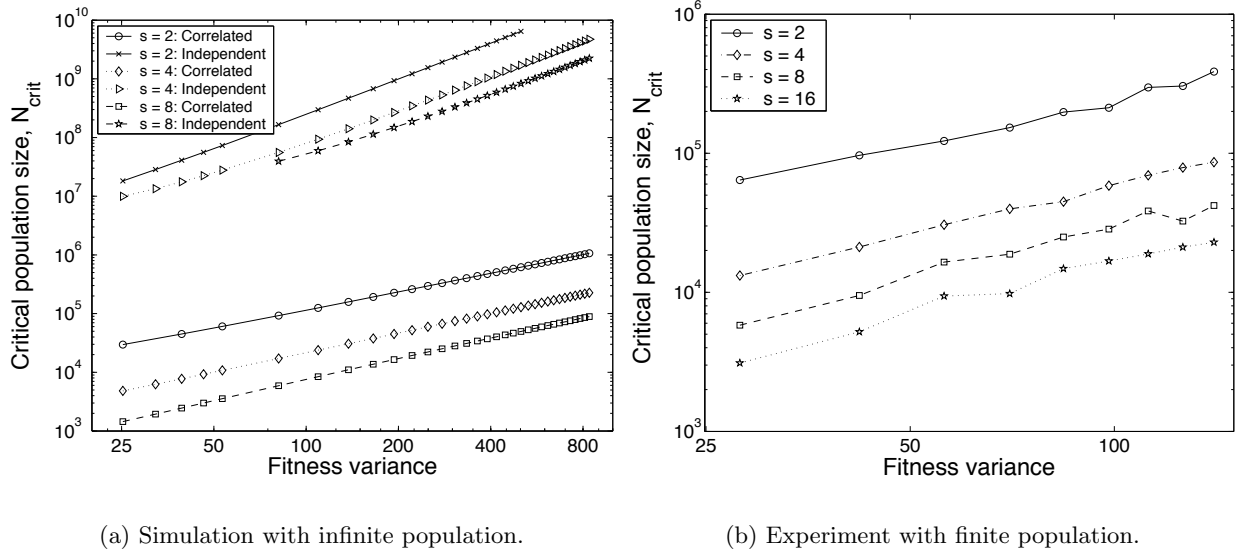 Critical population size, N_crit
10^10
10^9
10^8
10^7
10^6
10^5
10^4
10^3
s = 2: Correlated
s = 2: Independent
s = 4: Correlated
s = 4: Independent
s = 8: Correlated
s = 8: Independent
25 50 100 200 400 800
Fitness variance
(a) Simulation with infinite population.
Critical population size, N_crit
10^6
10^5
10^4
10^3
s = 2
s = 4
s = 8
s = 16
25 50 100
Fitness variance
(b) Experiment with finite population.